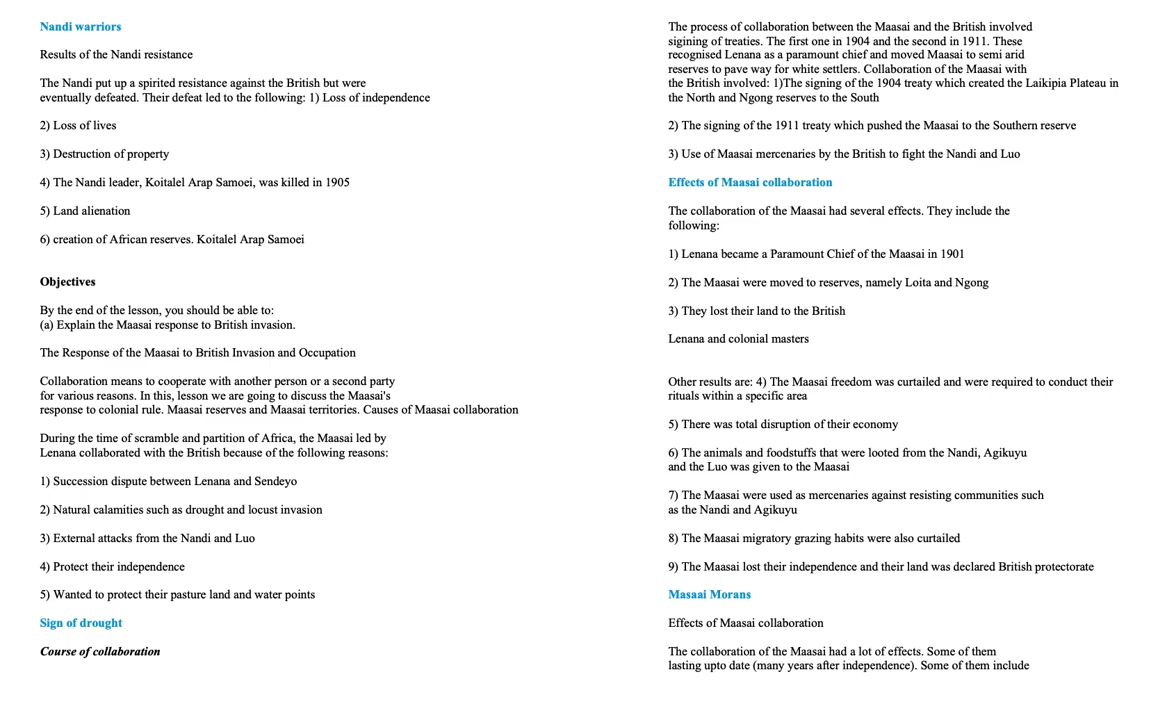 Nandi warriors
Results of the Nandi resistance
The Nandi put up a spirited resistance against the British but were
eventually defeated. Their defeat led to the following: 1) Loss of independence
2) Loss of lives
3) Destruction of property
4) The Nandi leader, Koitalel Arap Samoei, was killed in 1905
5) Land alienation
6) creation of African reserves. Koitalel Arap Samoei
Objectives
By the end of the lesson, you should be able to:
(a) Explain the Maasai response to British invasion.
The Response of the Maasai to British Invasion and Occupation
Collaboration means to cooperate with another person or a second party
for various reasons. In this, lesson we are going to discuss the Maasai's
response to colonial rule. Maasai reserves and Maasai territories. Causes of Maasai collaboration
During the time of scramble and partition of Africa, the Maasai led by
Lenana collaborated with the British because of the following reasons:
1) Succession dispute between Lenana and Sendeyo
2) Natural calamities such as drought and locust invasion
3) External attacks from the Nandi and Luo
4) Protect their independence
5) Wanted to protect their pasture land and water points
Sign of drought
Course of collaboration
The process of collaboration between the Maasai and the British involved
sigining of treaties. The first one in 1904 and the second in 1911. These
recognised Lenana as a paramount chief and moved Maasai to semi arid
reserves to pave way for white settlers. Collaboration of the Maasai with
the British involved: 1)The signing of the 1904 treaty which created the Laikipia Plateau in
the North and Ngong reserves to the South
2) The signing of the 1911 treaty which pushed the Maasai to the Southern reserve
3) Use of Maasai mercenaries by the British to fight the Nandi and Luo
Effects of Maasai collaboration
The collaboration of the Maasai had several effects. They include the
following:
1) Lenana became a Paramount Chief of the Maasai in 1901
2) The Maasai were moved to reserves, namely Loita and Ngong
3) They lost their land to the British
Lenana and colonial masters
Other results are: 4) The Maasai freedom was curtailed and were required to conduct their
rituals within a specific area
5) There was total disruption of their economy
6) The animals and foodstuffs that were looted from the Nandi, Agikuyu
and the Luo was given to the Maasai
7) The Maasai were used as mercenaries against resisting communities such
as the Nandi and Agikuyu
8) The Maasai migratory grazing habits were also curtailed
9) The Maasai lost their independence and their land was declared British protectorate
Masaai Morans
Effects of Maasai collaboration
The collaboration of the Maasai had a lot of effects. Some of them
lasting upto date (many years after independence). Some of them include